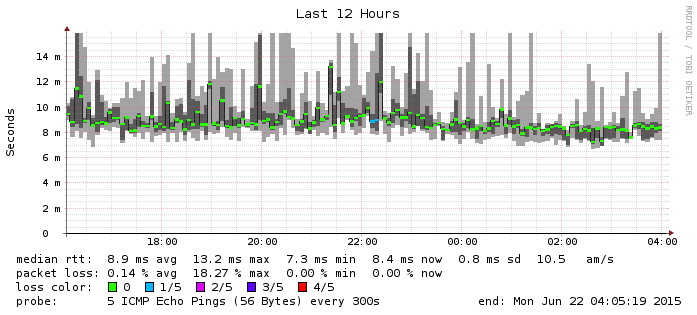 Last 12 Hours
RRDTOOL / TOBI OETIKER
Seconds
14 m
12 m
10 m
8 m
6 m
4 m
2 m
0
18:00 20:00 22:00 00:00 02:00 04:00
median rtt: 8.9 ms avg 13.2 ms max 7.3 ms min 8.4 ms now 0.8 ms sd 10.5 am/s
packet loss: 0.14 % avg 18.27 % max 0.00 % min 0.00 % now
loss color: 0 1/5 2/5 3/5 4/5
probe: 5 ICMP Echo Pings (56 Bytes) every 300s end: Mon Jun 22 04:05:19 2015